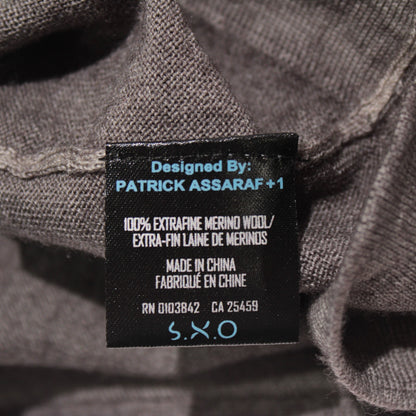 Designed By:
PATRICK ASSARAF +1
100% EXTRAFINE MERINO WOOL/
EXTRA-FIN LAINE DE MERINOS
MADE IN CHINA
FABRIQUÉ EN CHINE
RN 0103842 CA 25459
S.X.O